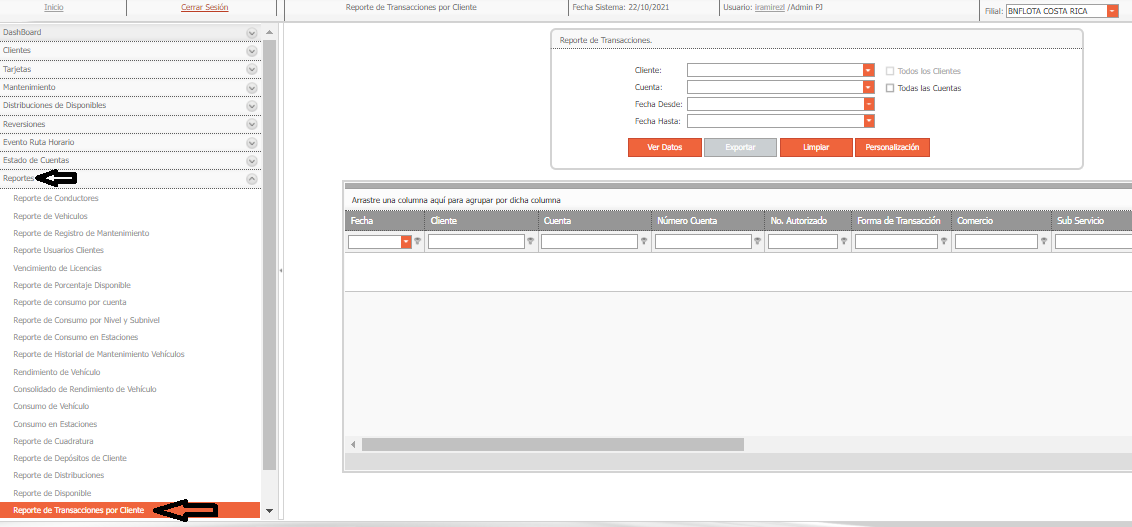 Inicio
Cerrar Sesión
Reporte de Transacciones por Cliente
Fecha Sistema: 22/10/2021
Usuario: iramirezl /Admin PJ
Filial: BNFLOTA COSTA RICA
DashBoard
Clientes
Tarjetas
Mantenimiento
Distribuciones de Disponibles
Reversiones
Evento Ruta Horario
Estado de Cuentas
Reportes
Reporte de Conductores
Reporte de Vehiculos
Reporte de Registro de Mantenimiento
Reporte Usuarios Clientes
Vencimiento de Licencias
Reporte de Porcentaje Disponible
Reporte de consumo por cuenta
Reporte de Consumo por Nivel y Subnivel
Reporte de Consumo en Estaciones
Reporte de Historial de Mantenimiento Vehículos
Rendimiento de Vehículo
Consolidado de Rendimiento de Vehículo
Consumo de Vehículo
Consumo en Estaciones
Reporte de Cuadratura
Reporte de Depósitos de Cliente
Reporte de Distribuciones
Reporte de Disponible
Reporte de Transacciones por Cliente
Reporte de Transacciones.
Cliente:
Todos los Clientes
Cuenta:
Todas las Cuentas
Fecha Desde:
Fecha Hasta:
Ver Datos
Exportar
Limpiar
Personalización
Arrastre una columna aquí para agrupar por dicha columna
Fecha
Cliente
Cuenta
Número Cuenta
No. Autorizado
Forma de Transacción
Comercio
Sub Servicio